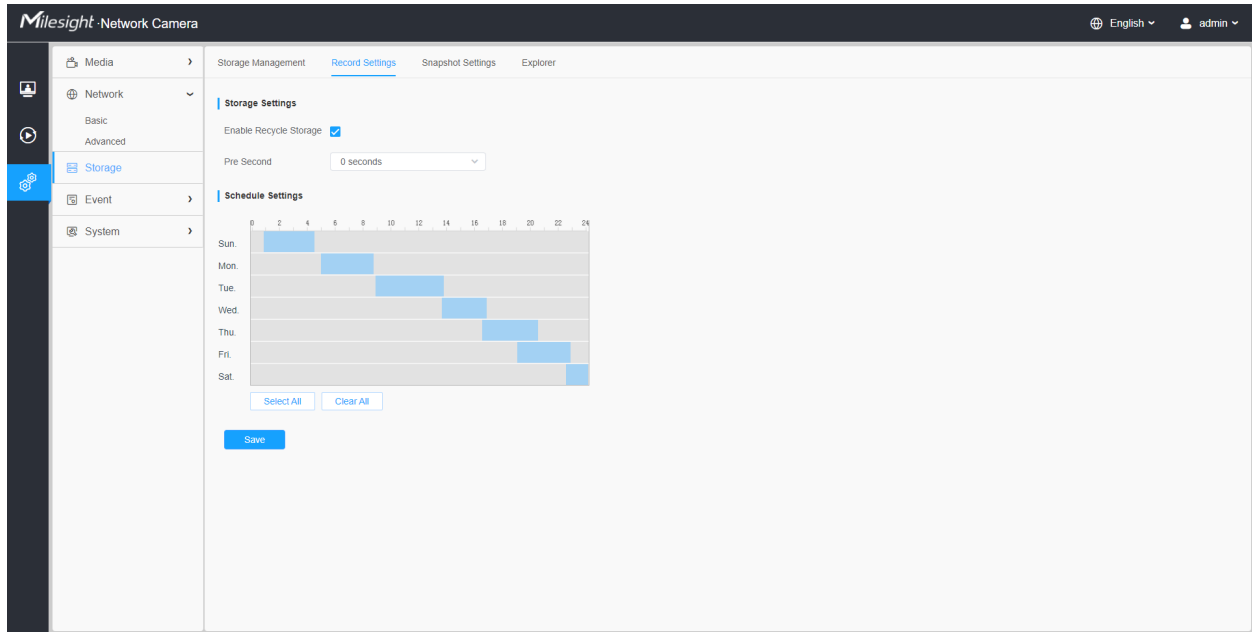 Milesight ·Network Camera
English
admin
Media
Network
Basic
Advanced
Storage
Event
System
Storage Management
Record Settings
Snapshot Settings
Explorer
Storage Settings
Enable Recycle Storage
Pre Second
0 seconds
Schedule Settings
0 2 4 6 8 10 12 14 16 18 20 22 24
Sun.
Mon.
Tue.
Wed.
Thu.
Fri.
Sat.
Select All
Clear All
Save